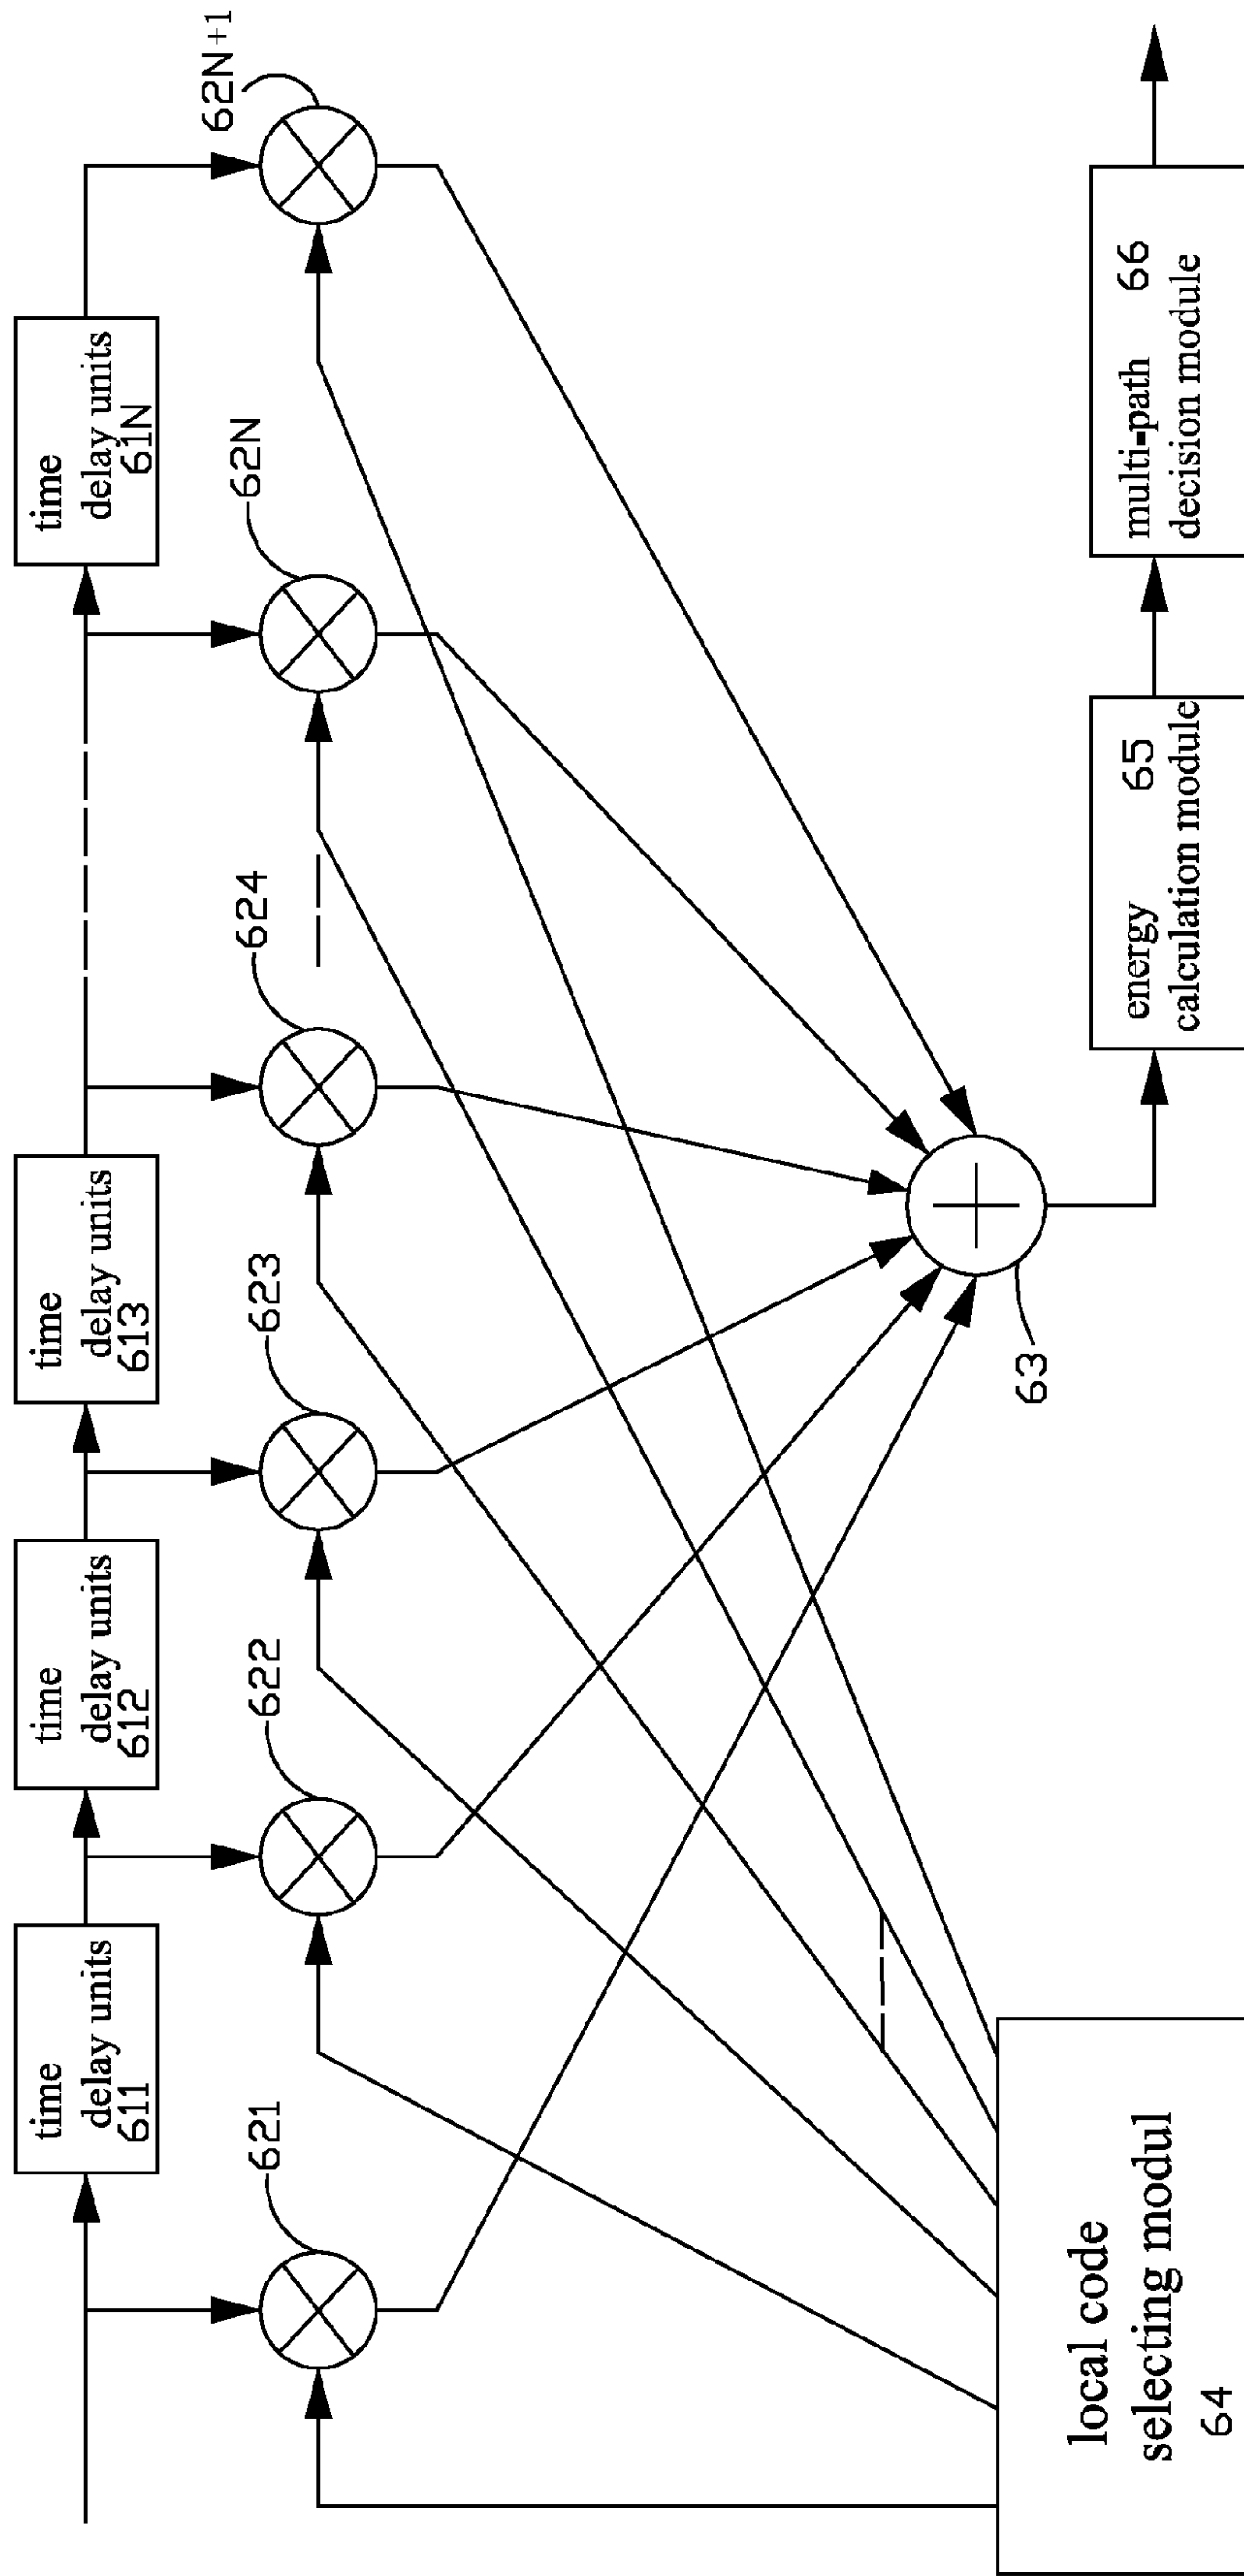 time
delay units
611
time
delay units
612
time
delay units
613
time
delay units
61N
621
622
623
624
62N
62N+1
63
local code
selecting modul
64
energy 65
calculation module
multi-path 66
decision module